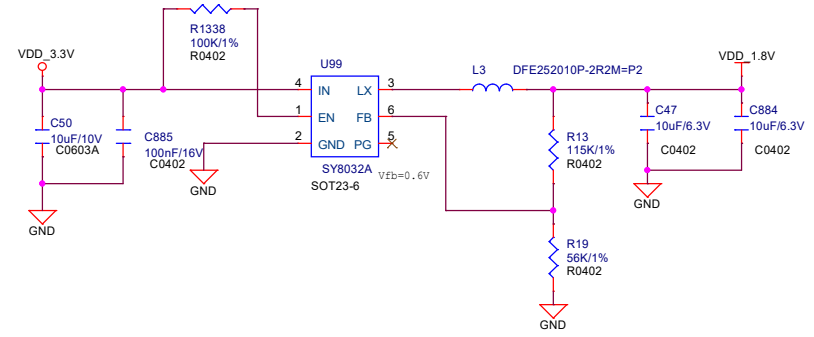 R1338
100K/1%
R0402
VDD_3.3V
VDD_1.8V
U99
L3
DFE252010P-2R2M=P2
4
IN
LX
3
1
EN
FB
6
2
GND
PG
5
C50
10uF/10V
C0603A
C885
100nF/16V
C0402
SY8032A
SOT23-6
Vfb=0.6V
R13
115K/1%
R0402
C47
10uF/6.3V
C0402
C884
10uF/6.3V
C0402
GND
GND
GND
R19
56K/1%
R0402
GND